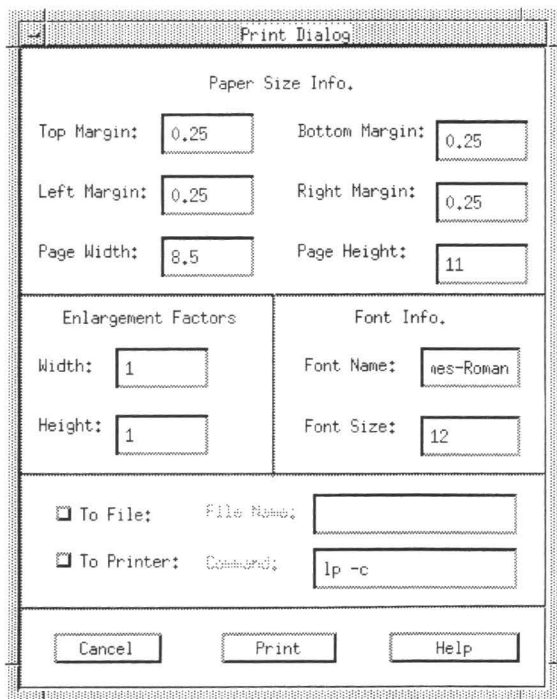 Print Dialog
Paper Size Info.
Top Margin: 0.25 Bottom Margin: 0.25
Left Margin: 0.25 Right Margin: 0.25
Page Width: 8.5 Page Height: 11
Enlargement Factors Font Info.
Width: 1 Font Name: mes-Roman
Height: 1 Font Size: 12
To File: File Name:
To Printer: Command: lp -c
Cancel Print Help